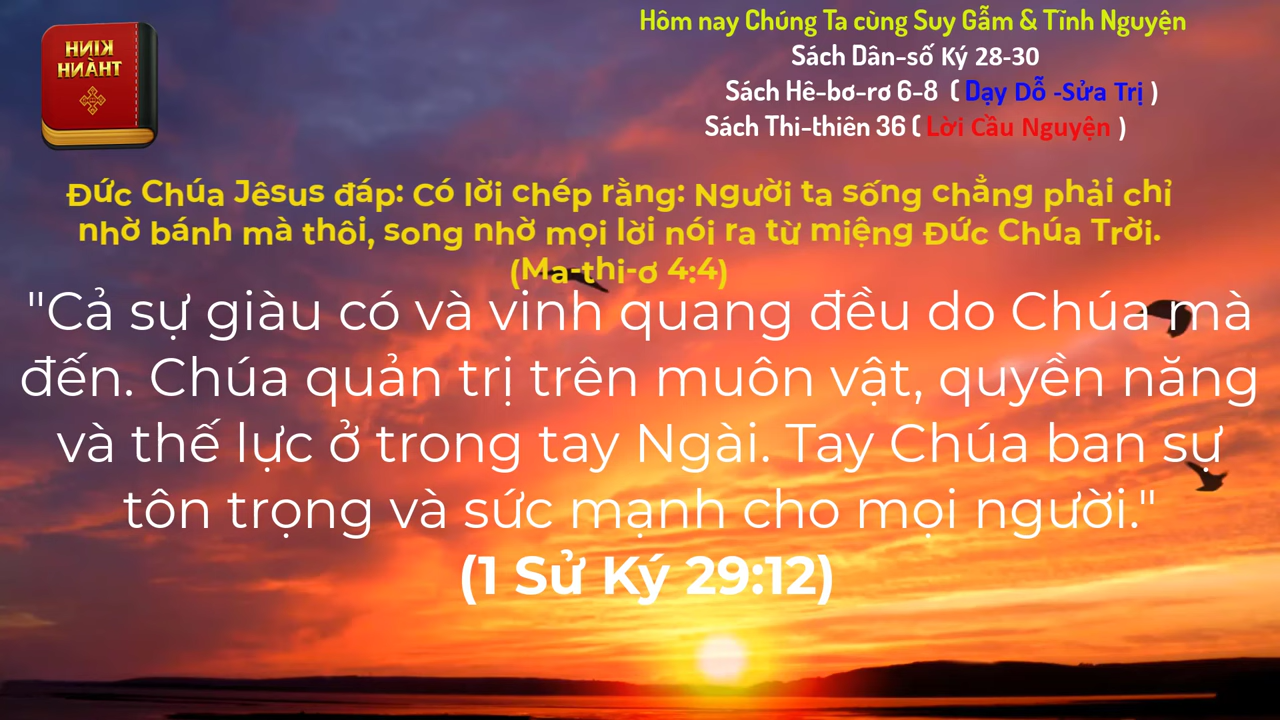 KINH
THÀNH
Hôm nay Chúng Ta cùng Suy Gẫm & Tĩnh Nguyện
Sách Dân-số Ký 28-30
Sách Hê-bơ-rơ 6-8 ( Dạy Dỗ -Sửa Trị )
Sách Thi-thiên 36 ( Lời Cầu Nguyện )
Đức Chúa Jêsus đáp: Có lời chép rằng: Người ta sống chẳng phải chỉ
nhờ bánh mà thôi, song nhờ mọi lời nói ra từ miệng Đức Chúa Trời.
(Ma-thi-ơ 4:4)
"Cả sự giàu có và vinh quang đều do Chúa mà
đến. Chúa quản trị trên muôn vật, quyền năng
và thế lực ở trong tay Ngài. Tay Chúa ban sự
tôn trọng và sức mạnh cho mọi người."
(1 Sử Ký 29:12)